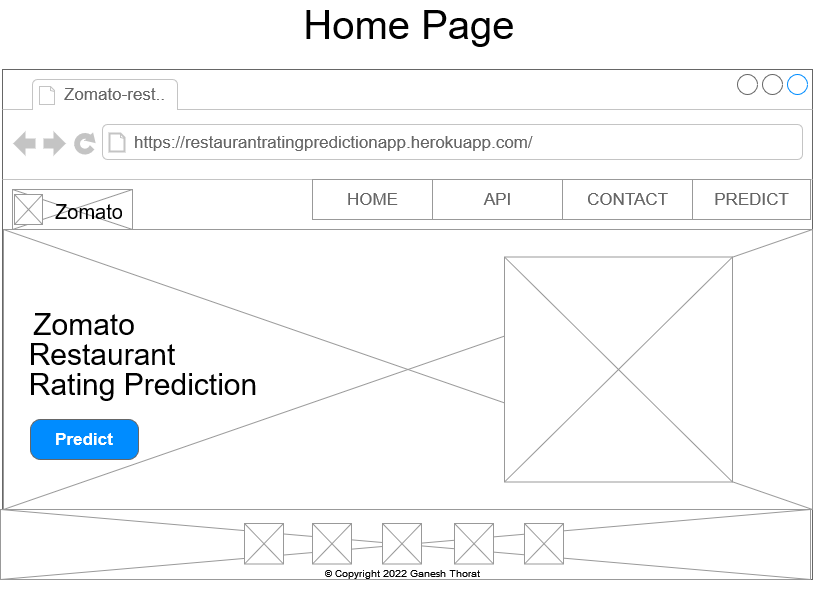 Home Page
Zomato-rest..
https://restaurantratingpredictionapp.herokuapp.com/
Zomato
HOME
API
CONTACT
PREDICT
Zomato
Restaurant
Rating Prediction
Predict
© Copyright 2022 Ganesh Thorat